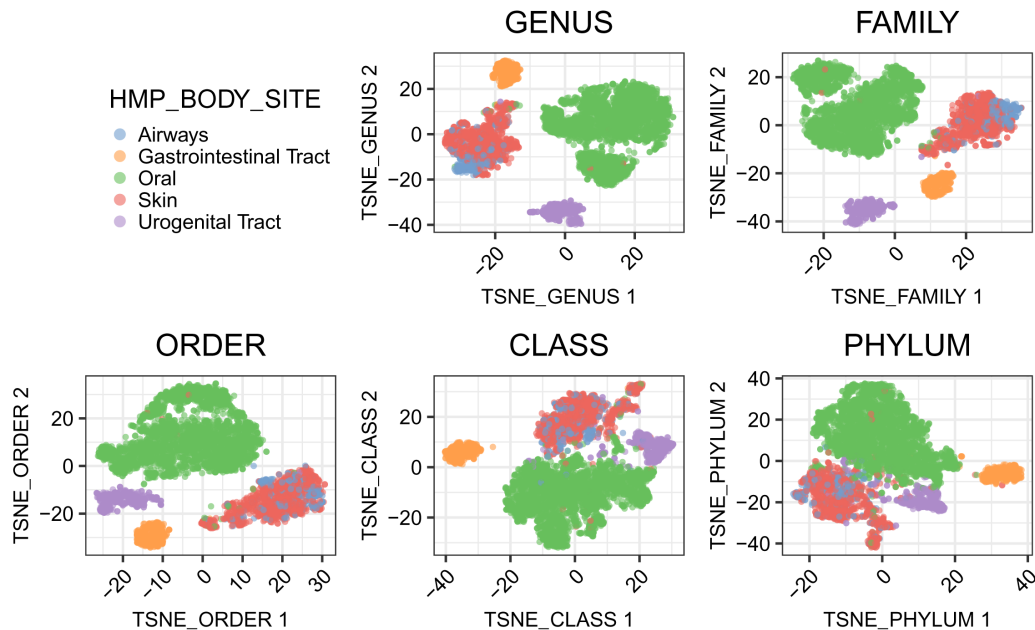 HMP_BODY_SITE
Airways
Gastrointestinal Tract
Oral
Skin
Urogenital Tract
GENUS
TSNE_GENUS 2
20
0
−20
−40
−20
0
20
TSNE_GENUS 1
FAMILY
TSNE_FAMILY 2
20
0
−20
−40
−20
0
20
TSNE_FAMILY 1
ORDER
TSNE_ORDER 2
20
0
−20
−20
−10
0
10
20
30
TSNE_ORDER 1
CLASS
TSNE_CLASS 2
20
0
−20
−40
−20
0
20
TSNE_CLASS 1
PHYLUM
TSNE_PHYLUM 2
40
20
0
−20
−40
−20
0
20
40
TSNE_PHYLUM 1